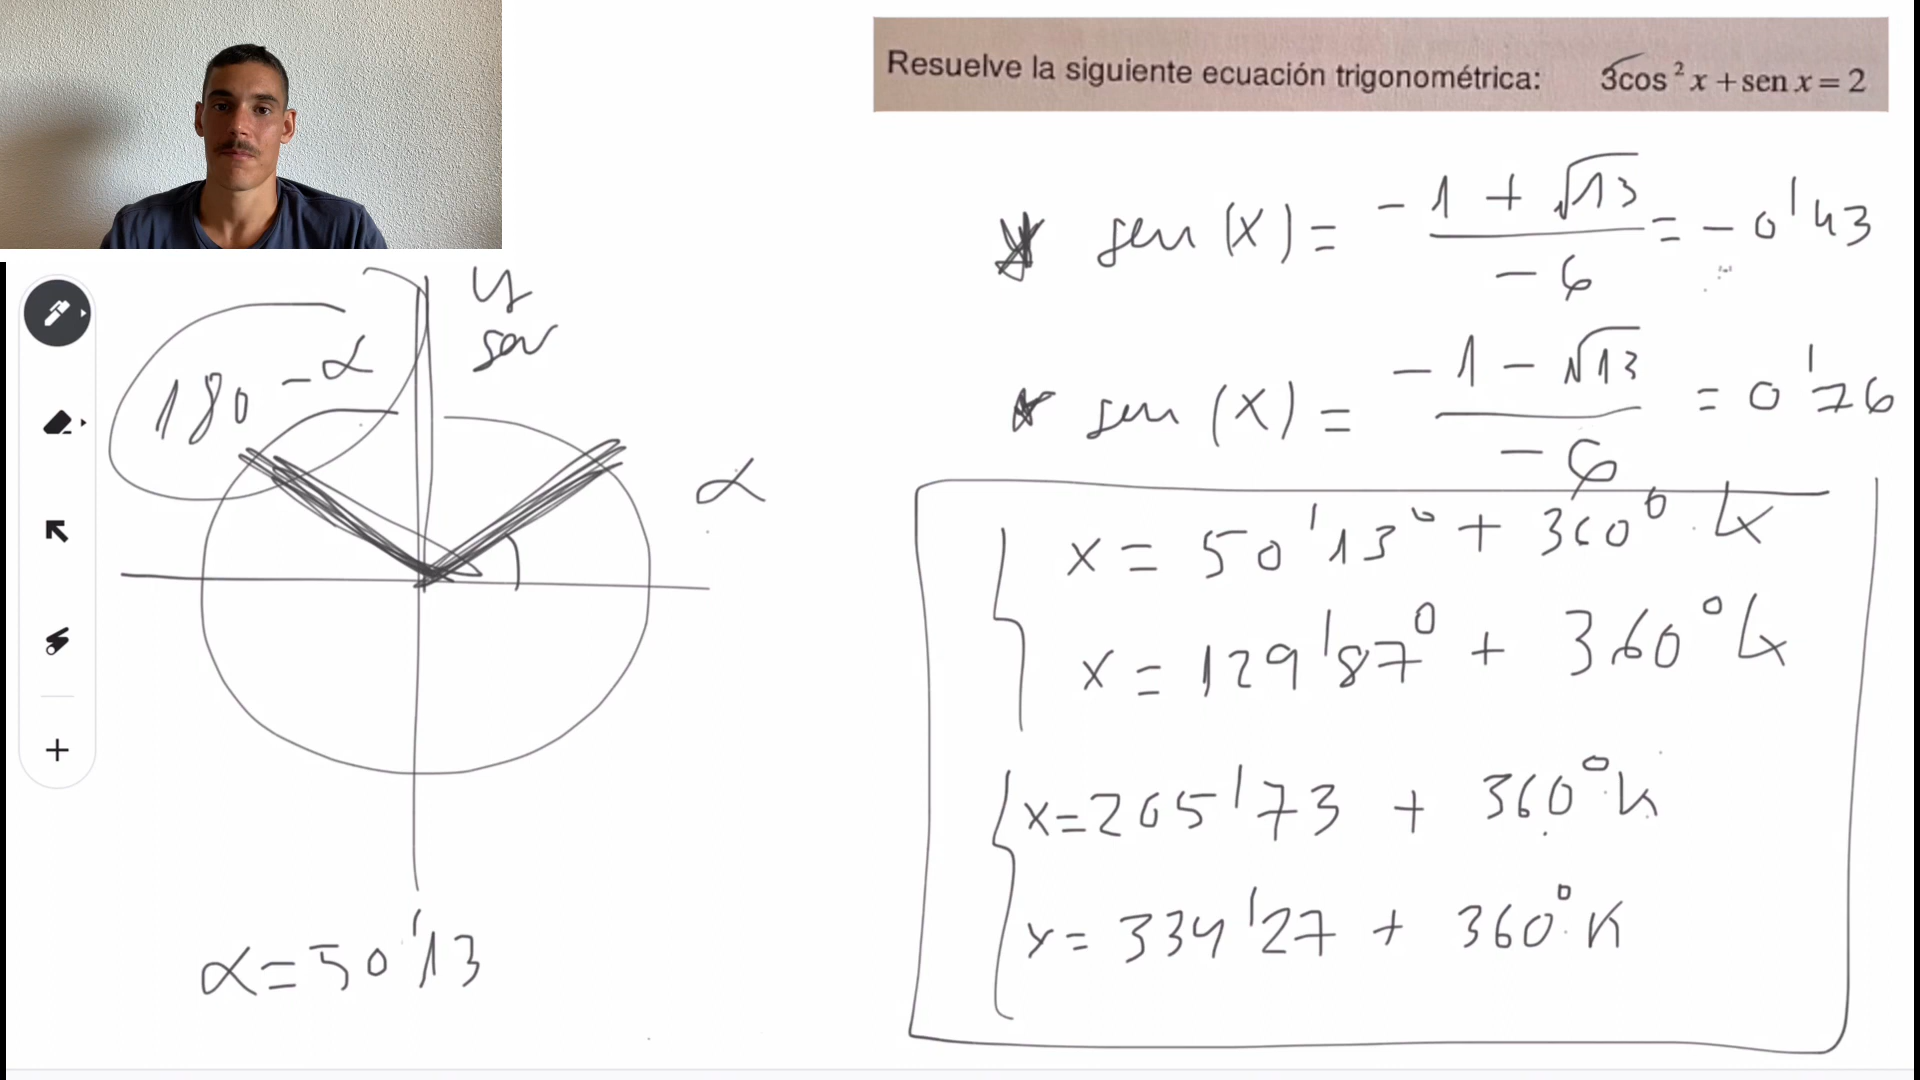 Resuelve la siguiente ecuación trigonométrica: 3cos²x+sen x=2
* sen (x) = (-1 + √13)/-6 = -0'43
* sen (x) = (-1 - √13)/-6 = 0'76
x = 50'13° + 360° · k
x = 129'87° + 360° k
x = 205'73 + 360° · k
x = 334'27 + 360° · k
y
sen
180 - α
α
α = 50'13